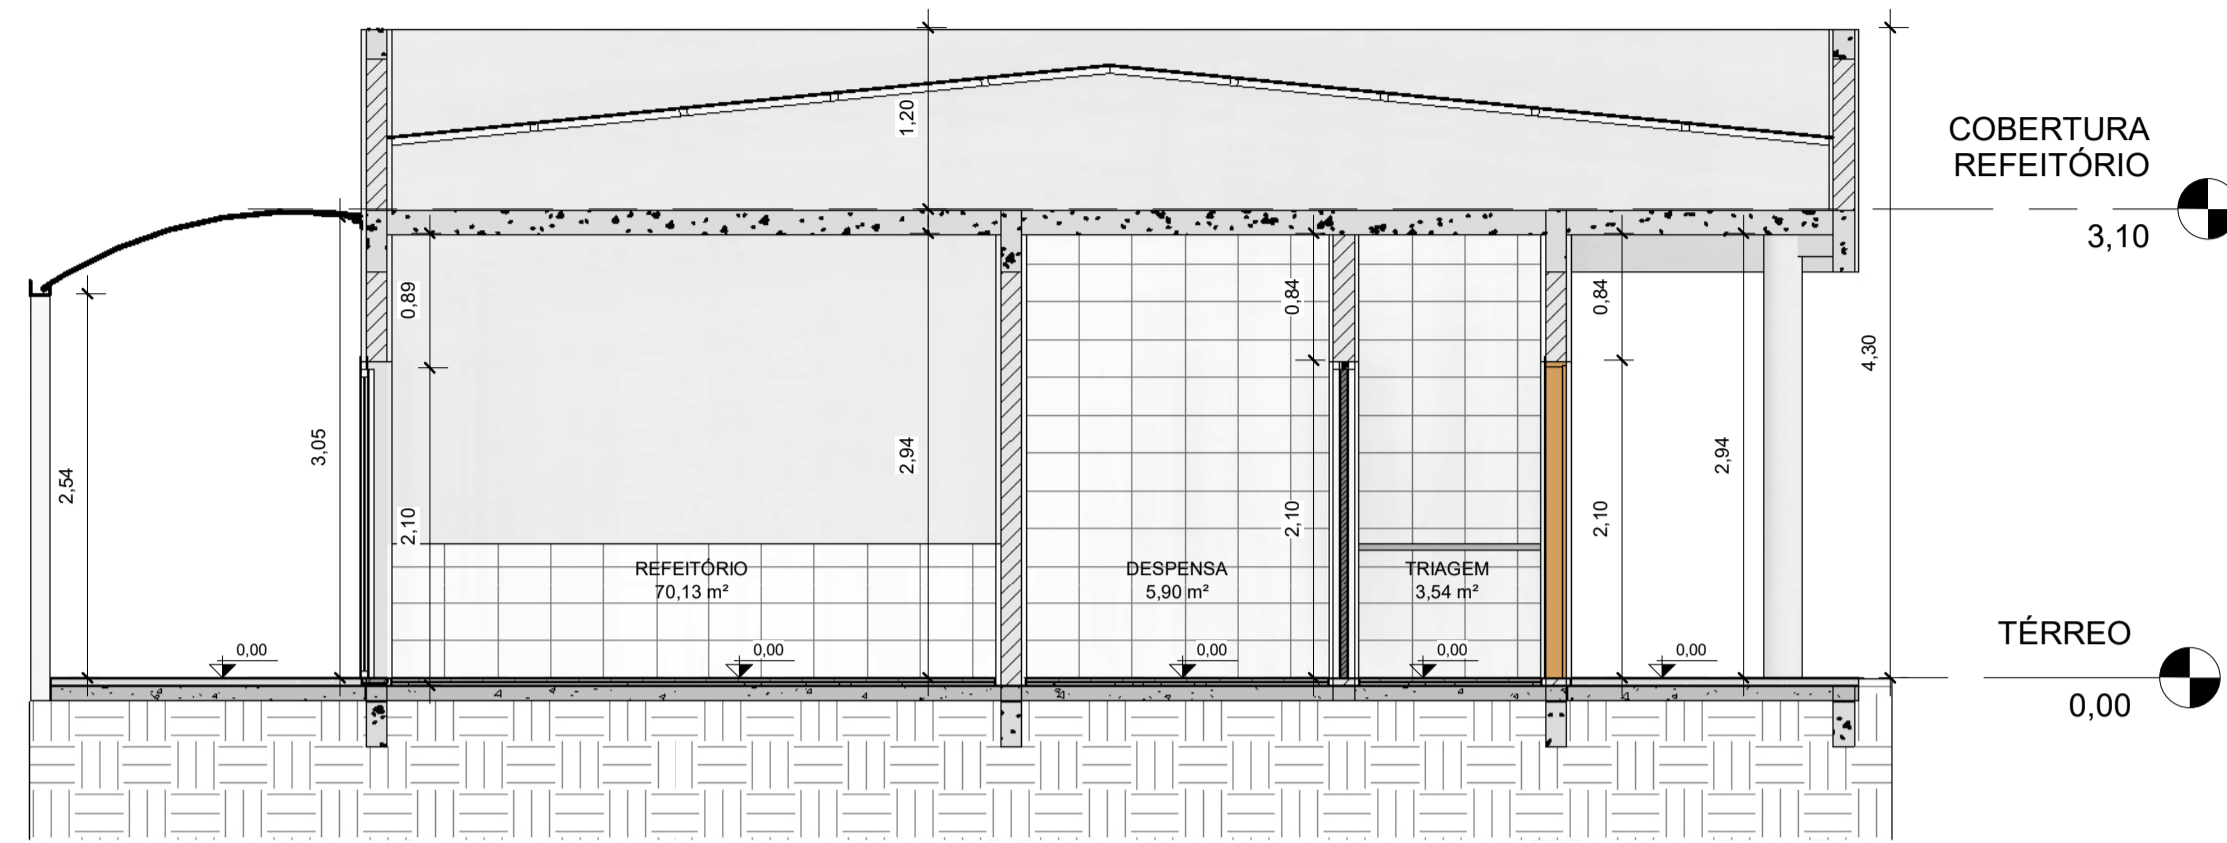 1,20
COBERTURA
REFEITÓRIO
3,10
0,89
0,84
0,84
4,30
3,05
2,54
2,94
2,94
2,10
2,10
2,10
REFEITÓRIO
70,13 m²
DESPENSA
5,90 m²
TRIAGEM
3,54 m²
0,00
0,00
0,00
0,00
0,00
TÉRREO
0,00